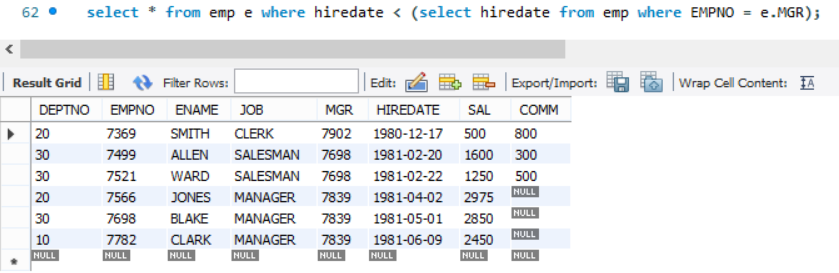 62 select * from emp e where hiredate < (select hiredate from emp where EMPNO = e.MGR);
Result Grid Filter Rows: Edit: Export/Import: Wrap Cell Content: IA
DEPTNO EMPNO ENAME JOB MGR HIREDATE SAL COMM
20 7369 SMITH CLERK 7902 1980-12-17 500 800
30 7499 ALLEN SALESMAN 7698 1981-02-20 1600 300
30 7521 WARD SALESMAN 7698 1981-02-22 1250 500
20 7566 JONES MANAGER 7839 1981-04-02 2975 NULL
30 7698 BLAKE MANAGER 7839 1981-05-01 2850 NULL
10 7782 CLARK MANAGER 7839 1981-06-09 2450 NULL
* NULL NULL NULL NULL NULL NULL NULL NULL